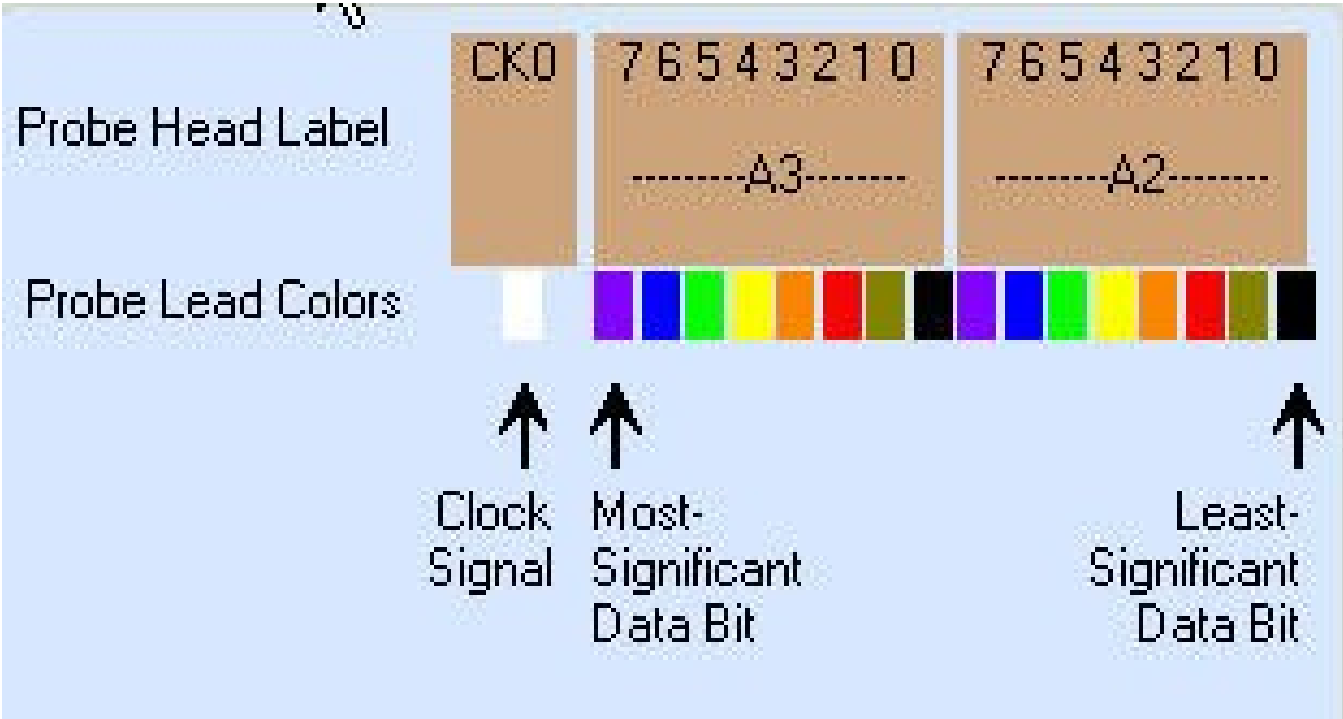 CK0 7 6 5 4 3 2 1 0 7 6 5 4 3 2 1 0
Probe Head Label
---------A3--------- ---------A2---------
Probe Lead Colors
Clock Signal
Most-
Significant
Data Bit
Least-
Significant
Data Bit